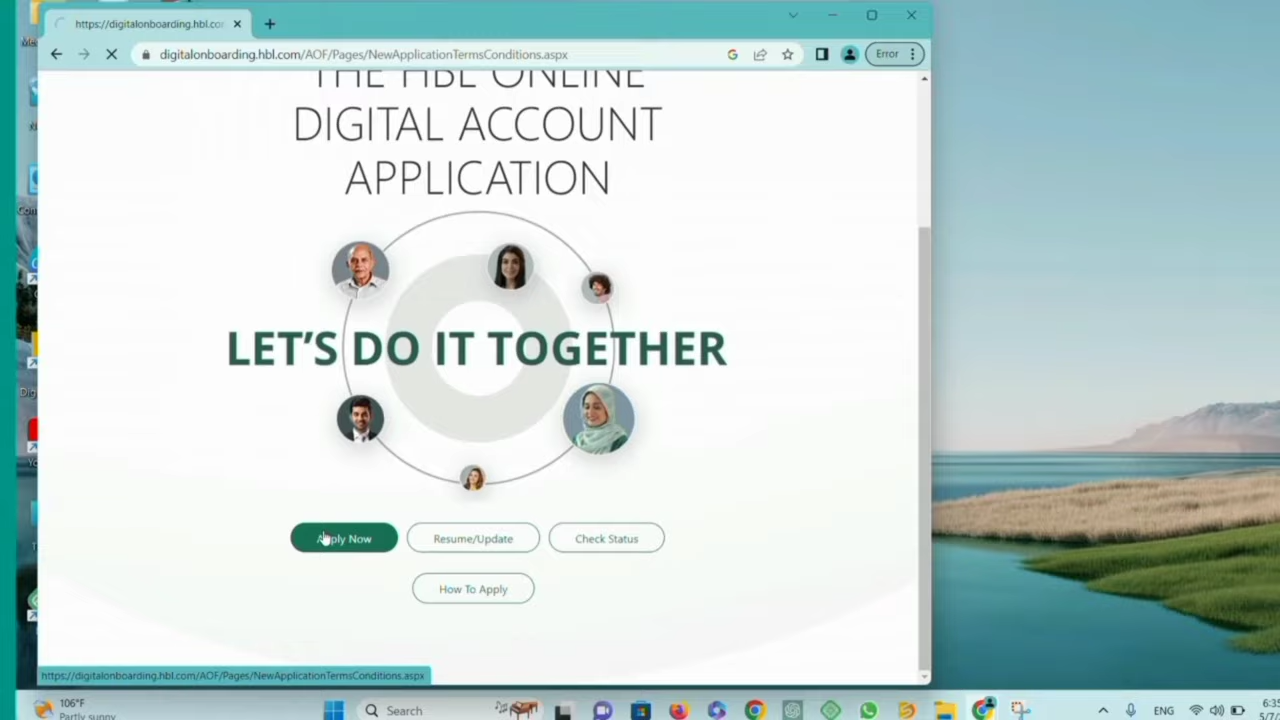 https://digitalonboarding.hbl.co
digitalonboarding.hbl.com/AOF/Pages/NewApplicationTermsConditions.aspx
Error
THE HBL ONLINE
DIGITAL ACCOUNT
APPLICATION
LET'S DO IT TOGETHER
Apply Now
Resume/Update
Check Status
How To Apply
https://digitalonboarding.hbl.com/AOF/Pages/NewApplicationTermsConditions.aspx
106°F
Partly sunny
Search
ENG